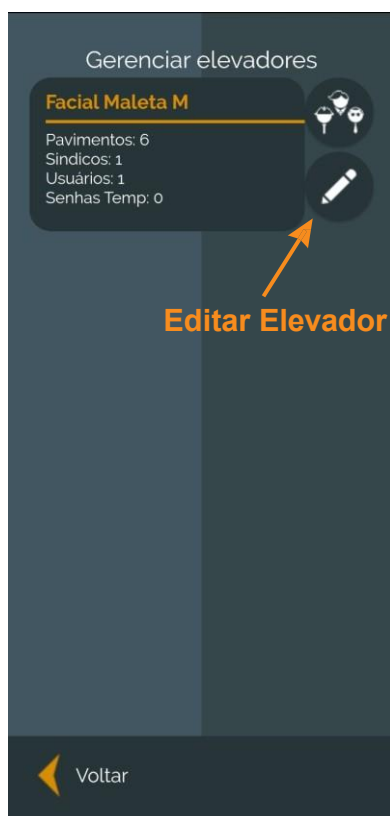 Gerenciar elevadores
Facial Maleta M
Pavimentos: 6
Sindicos: 1
Usuários: 1
Senhas Temp: 0
Editar Elevador
Voltar